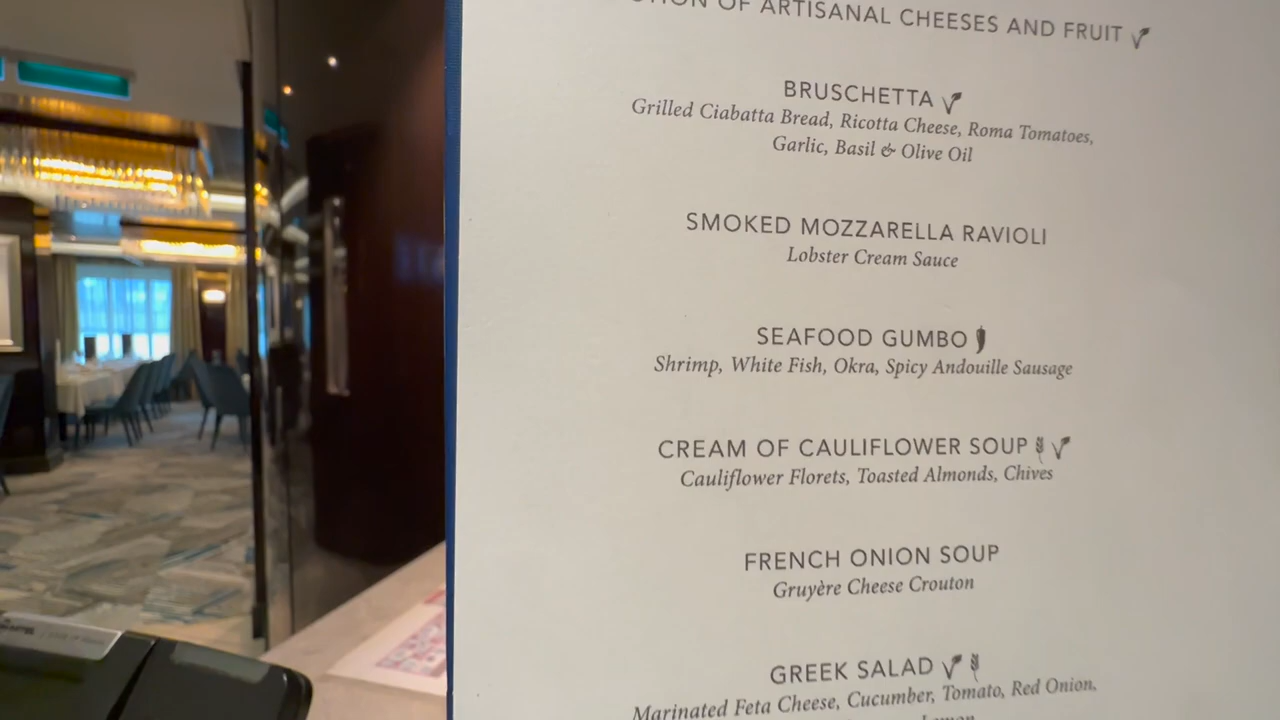 OF ARTISANAL CHEESES AND FRUIT
BRUSCHETTA
Grilled Ciabatta Bread, Ricotta Cheese, Roma Tomatoes,
Garlic, Basil & Olive Oil
SMOKED MOZZARELLA RAVIOLI
Lobster Cream Sauce
SEAFOOD GUMBO
Shrimp, White Fish, Okra, Spicy Andouille Sausage
CREAM OF CAULIFLOWER SOUP
Cauliflower Florets, Toasted Almonds, Chives
FRENCH ONION SOUP
Gruyère Cheese Crouton
GREEK SALAD
Marinated Feta Cheese, Cucumber, Tomato, Red Onion,